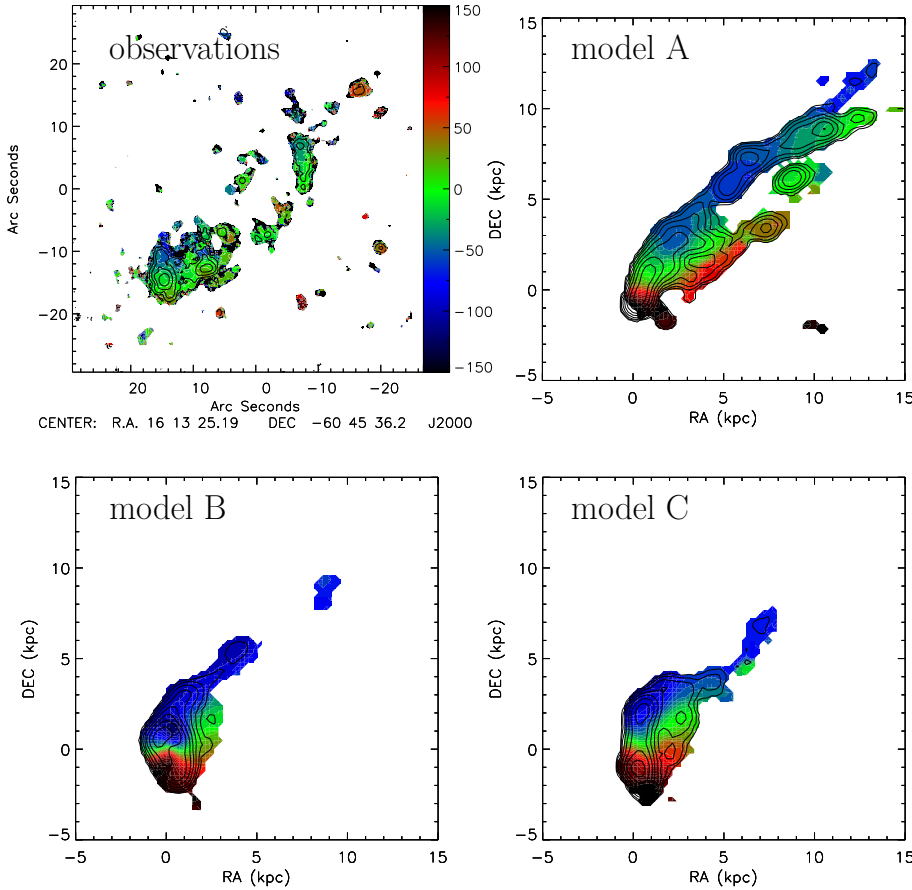 observations
20
10
0
−10
−20
Arc Seconds
20 10 0 −10 −20
Arc Seconds
CENTER: R.A. 16 13 25.19 DEC −60 45 36.2 J2000
150
100
50
0
−50
−100
−150
model A
15
10
5
0
−5
DEC (kpc)
−5 0 5 10 15
RA (kpc)
model B
15
10
5
0
−5
DEC (kpc)
−5 0 5 10 15
RA (kpc)
model C
15
10
5
0
−5
DEC (kpc)
−5 0 5 10 15
RA (kpc)